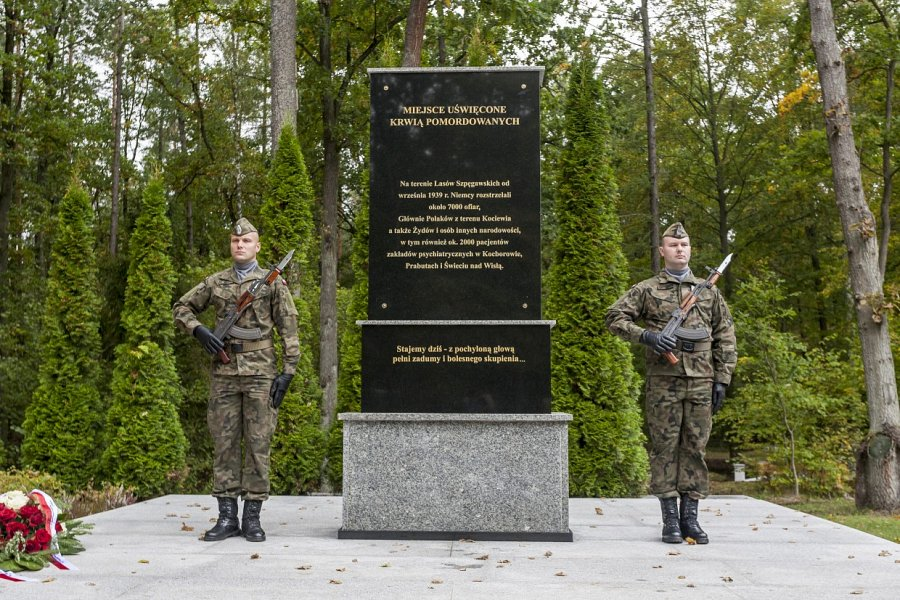 MIEJSCE UŚWIĘCONE
KRWIĄ POMORDOWANYCH
Na terenie Lasów Szpęgawskich od
września 1939 r. Niemcy rozstrzelali
około 7000 ofiar,
Głównie Polaków z terenu Kociewia
a także Żydów i osób innych narodowości,
w tym również ok. 2000 pacjentów
zakładów psychiatrycznych w Kocborowie,
Prabutach i Świeciu nad Wisłą.
Stajemy dziś - z pochyloną głową
pełni zadumy i bolesnego skupienia...